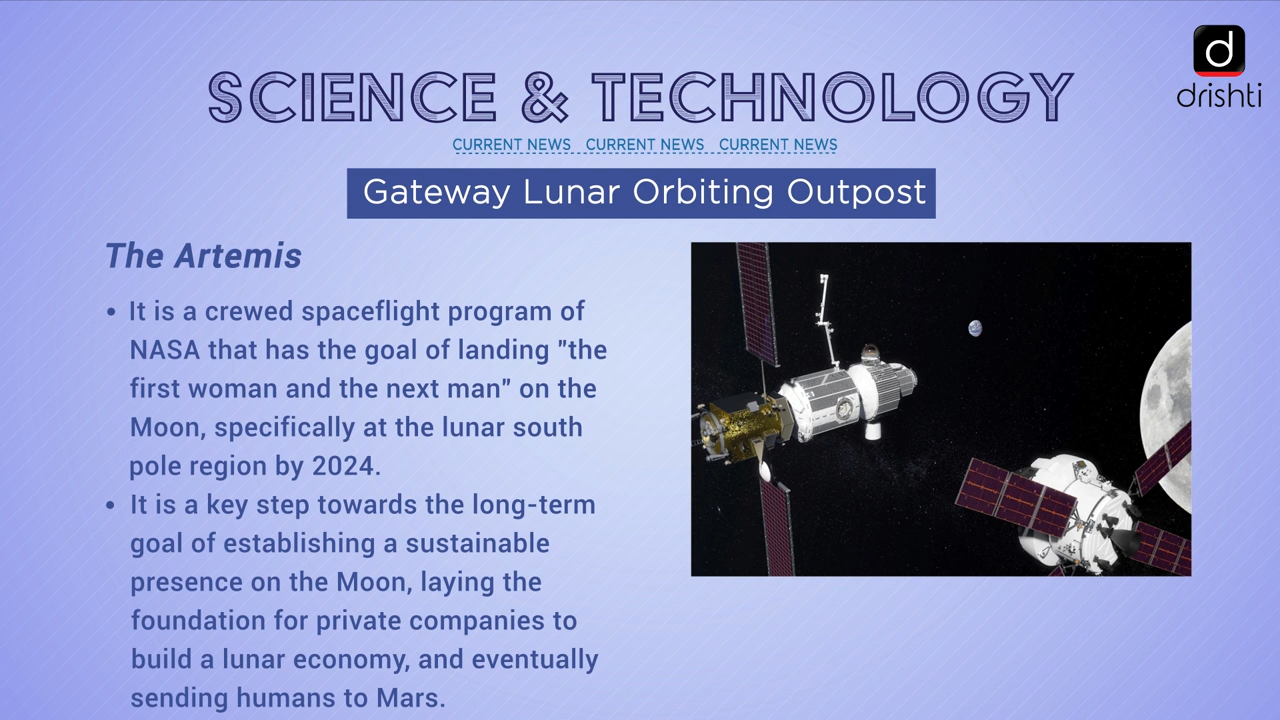 d
drishti
SCIENCE & TECHNOLOGY
CURRENT NEWS CURRENT NEWS CURRENT NEWS
Gateway Lunar Orbiting Outpost
The Artemis
• It is a crewed spaceflight program of
NASA that has the goal of landing "the
first woman and the next man" on the
Moon, specifically at the lunar south
pole region by 2024.
• It is a key step towards the long-term
goal of establishing a sustainable
presence on the Moon, laying the
foundation for private companies to
build a lunar economy, and eventually
sending humans to Mars.